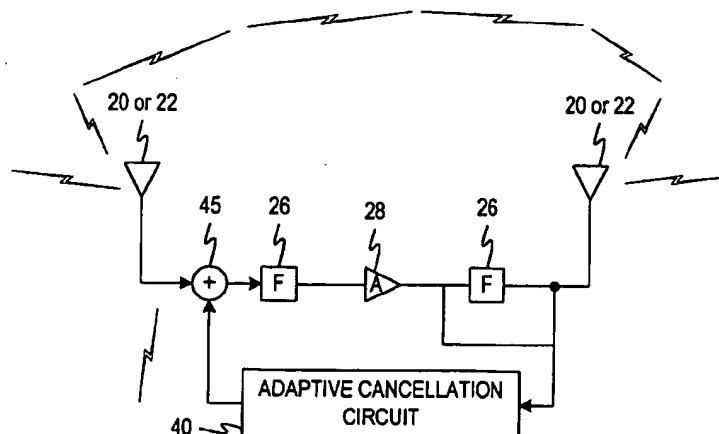 20 or 22
20 or 22
45
26
28
26
+
F
A
F
ADAPTIVE CANCELLATION
CIRCUIT
40